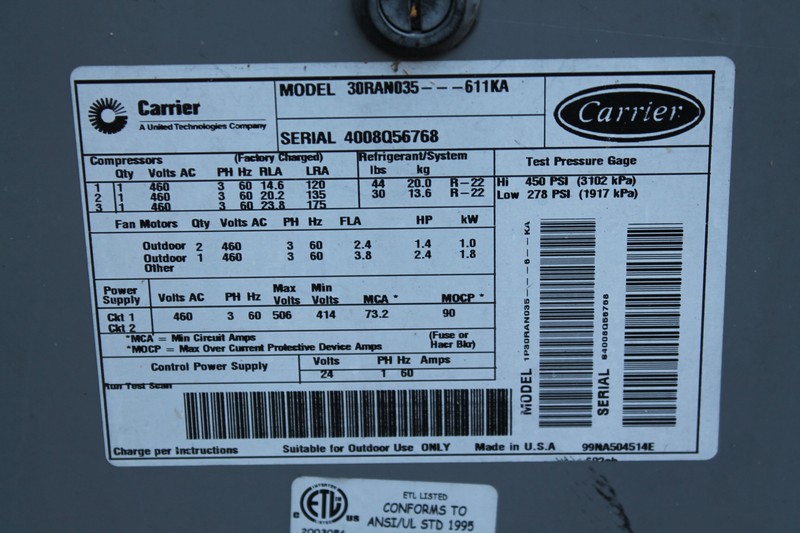 Carrier
A United Technologies Company
MODEL 30RAN035---611KA
SERIAL 4008Q56768
Carrier
Compressors (Factory Charged) Refrigerant/System
Qty Volts AC PH Hz RLA LRA lbs kg
1 1 460 3 60 14.6 120 44 20.0 R-22
2 1 460 3 60 20.2 135 30 13.6 R-22
3 1 460 3 60 23.8 175
Test Pressure Gage
Hi 450 PSI (3102 kPa)
Low 278 PSI (1917 kPa)
Fan Motors Qty Volts AC PH Hz FLA HP kW
Outdoor 2 460 3 60 2.4 1.4 1.0
Outdoor 1 460 3 60 3.8 2.4 1.8
Other
Power Supply Volts AC PH Hz Max Volts Min Volts MCA * MOCP *
Ckt 1 460 3 60 506 414 73.2 90
Ckt 2
*MCA = Min Circuit Amps (Fuse or
*MOCP = Max Over Current Protective Device Amps Hacr Bkr)
Control Power Supply Volts PH Hz Amps
24 1 60
Run Test Scan
MODEL 1P30RAN035---6--KA
SERIAL S4008Q56768
Charge per Instructions Suitable for Outdoor Use ONLY Made in U.S.A 99NA504514E
ETL
INTERTEK
C US
ETL LISTED
CONFORMS TO
ANSI/UL STD 1995